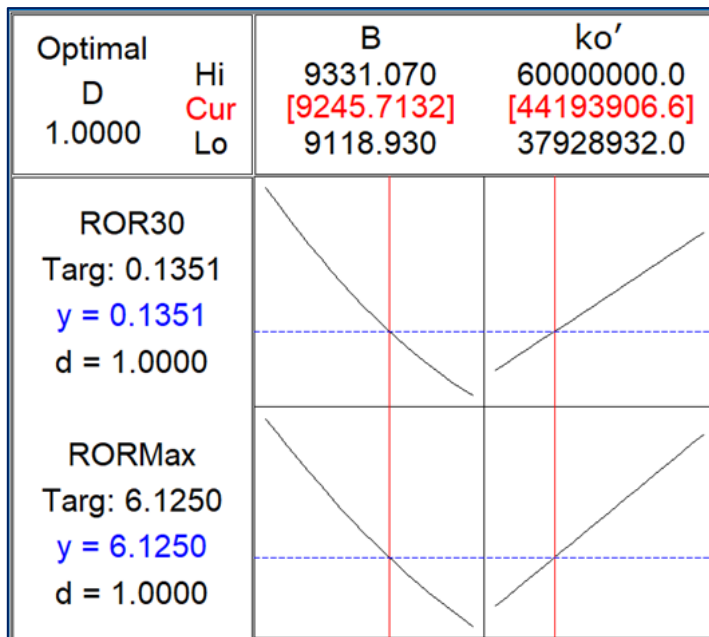 Optimal
D
1.0000
Hi
Cur
Lo
B
9331.070
[9245.7132]
9118.930
ko’
60000000.0
[44193906.6]
37928932.0
ROR30
Targ: 0.1351
y = 0.1351
d = 1.0000
RORMax
Targ: 6.1250
y = 6.1250
d = 1.0000